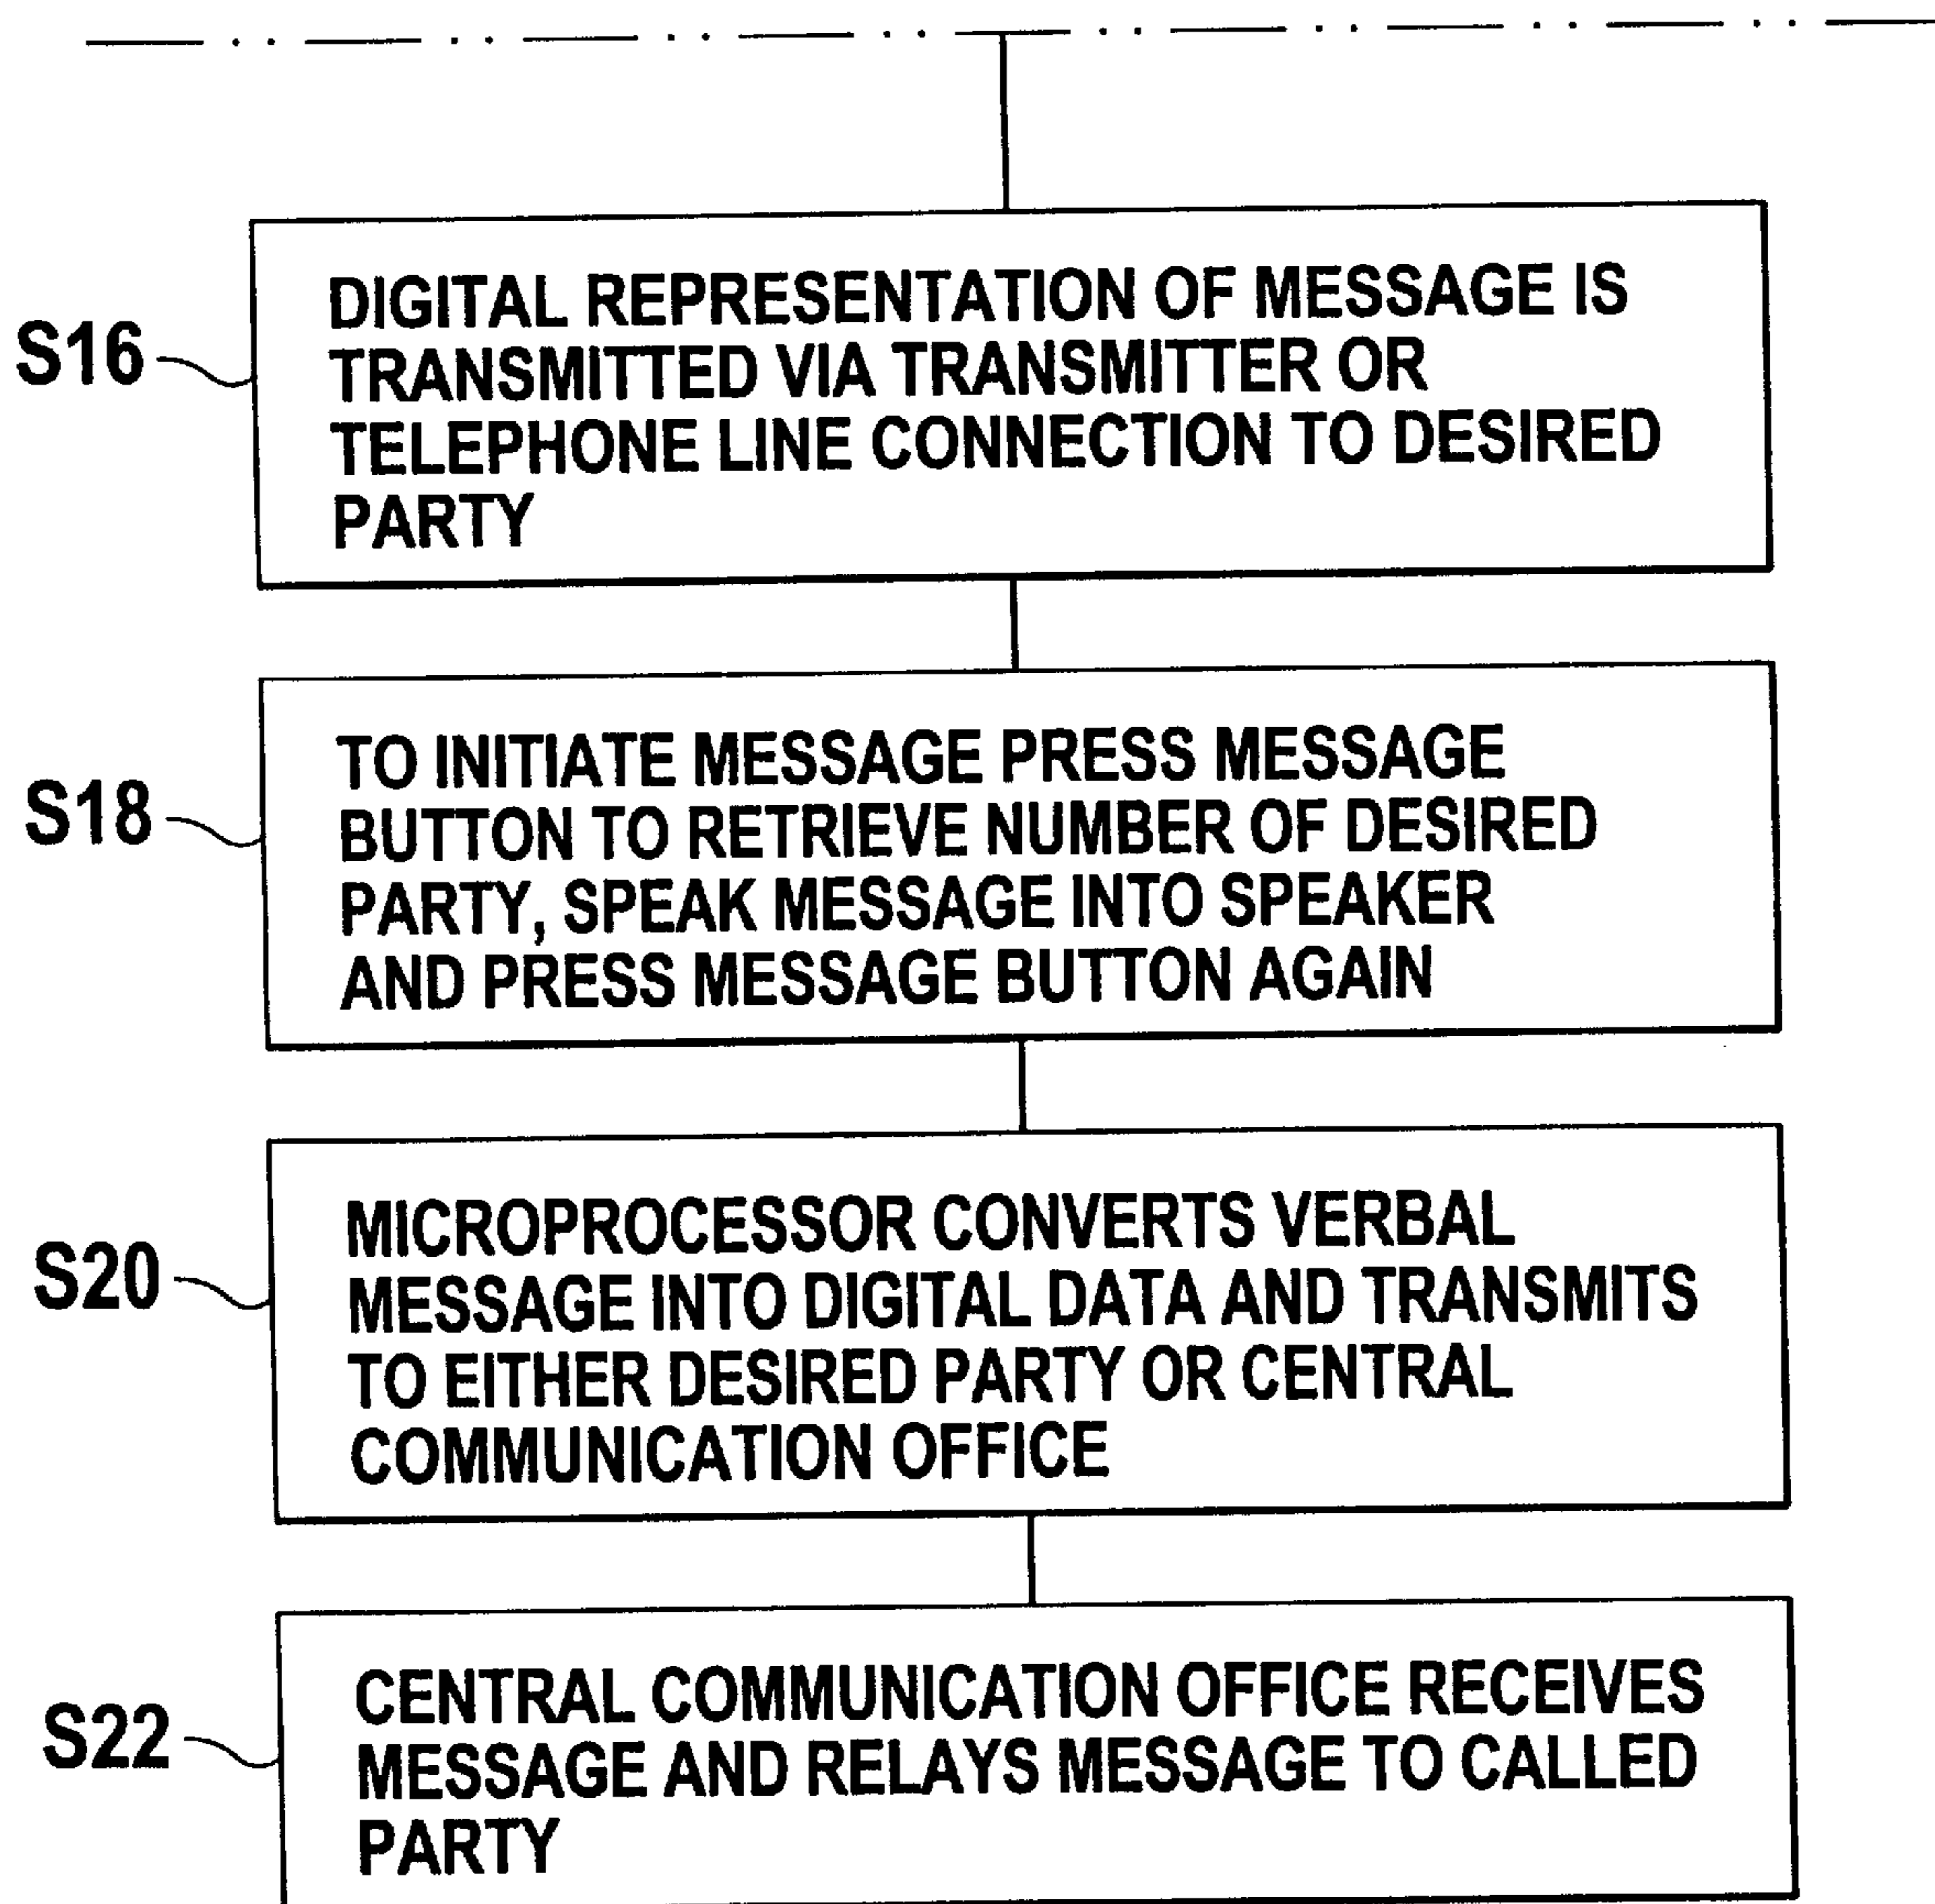 S16
DIGITAL REPRESENTATION OF MESSAGE IS
TRANSMITTED VIA TRANSMITTER OR
TELEPHONE LINE CONNECTION TO DESIRED
PARTY
S18
TO INITIATE MESSAGE PRESS MESSAGE
BUTTON TO RETRIEVE NUMBER OF DESIRED
PARTY, SPEAK MESSAGE INTO SPEAKER
AND PRESS MESSAGE BUTTON AGAIN
S20
MICROPROCESSOR CONVERTS VERBAL
MESSAGE INTO DIGITAL DATA AND TRANSMITS
TO EITHER DESIRED PARTY OR CENTRAL
COMMUNICATION OFFICE
S22
CENTRAL COMMUNICATION OFFICE RECEIVES
MESSAGE AND RELAYS MESSAGE TO CALLED
PARTY